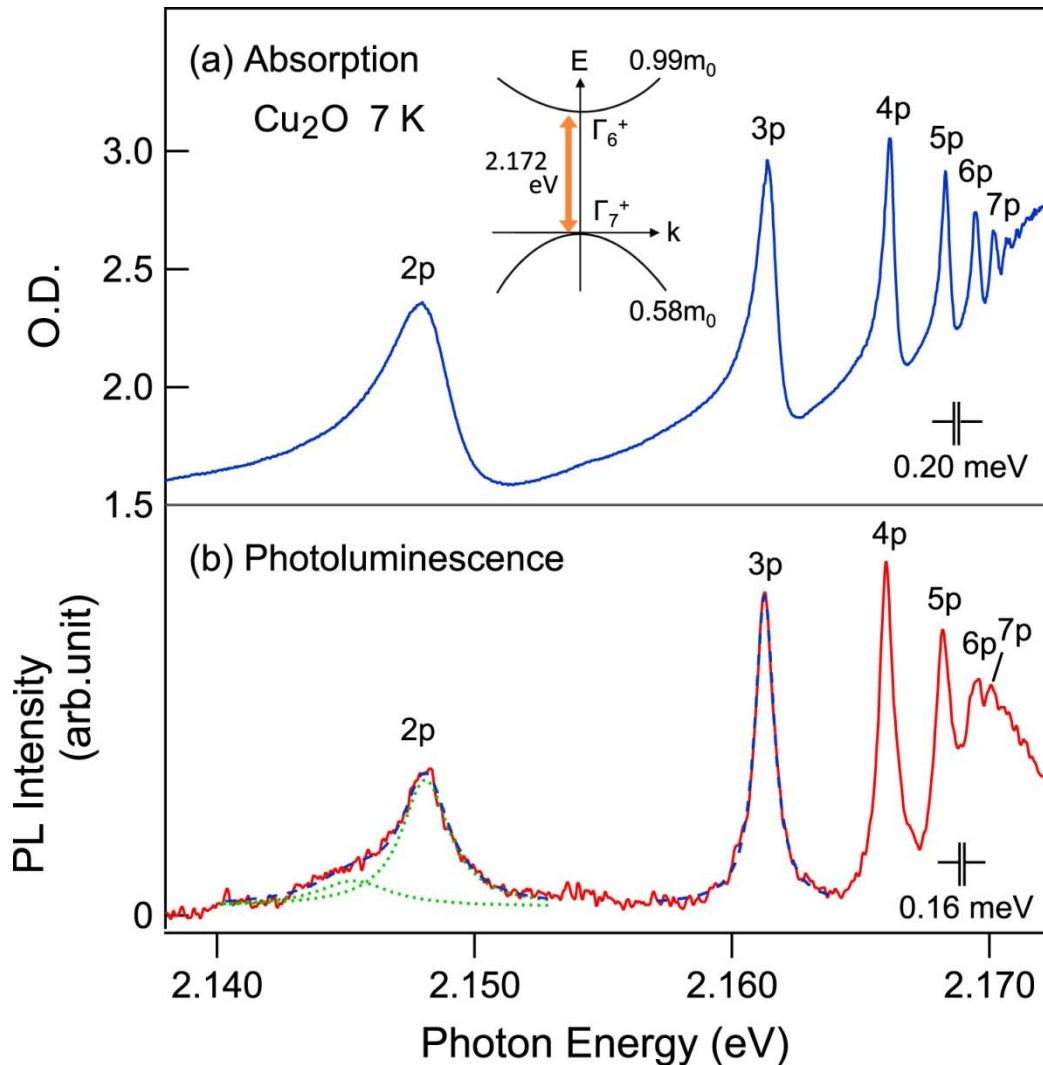 (a) Absorption
Cu₂O 7 K
E
0.99m₀
Γ₆⁺
2.172
eV
Γ₇⁺
k
0.58m₀
2p
3p
4p
5p
6p
7p
3.0
2.5
2.0
1.5
O.D.
0.20 meV
(b) Photoluminescence
2p
3p
4p
5p
6p
7p
0.16 meV
PL Intensity
(arb.unit)
0
2.140 2.150 2.160 2.170
Photon Energy (eV)